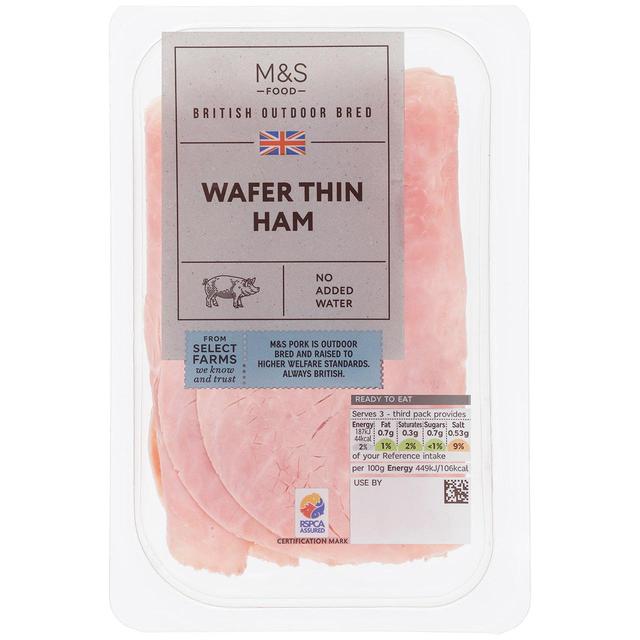 M&S
FOOD
BRITISH OUTDOOR BRED
WAFER THIN
HAM
NO
ADDED
WATER
FROM
SELECT
FARMS
we know
and trust
M&S PORK IS OUTDOOR
BRED AND RAISED TO
HIGHER WELFARE STANDARDS.
ALWAYS BRITISH.
READY TO EAT
Serves 3 - third pack provides
Energy Fat Saturates Sugars Salt
187kJ 0.7g 0.3g 0.7g 0.53g
44kcal
2% 1% 2% <1% 9%
of your Reference intake
per 100g Energy 449kJ/106kcal
USE BY
RSPCA
ASSURED
CERTIFICATION MARK